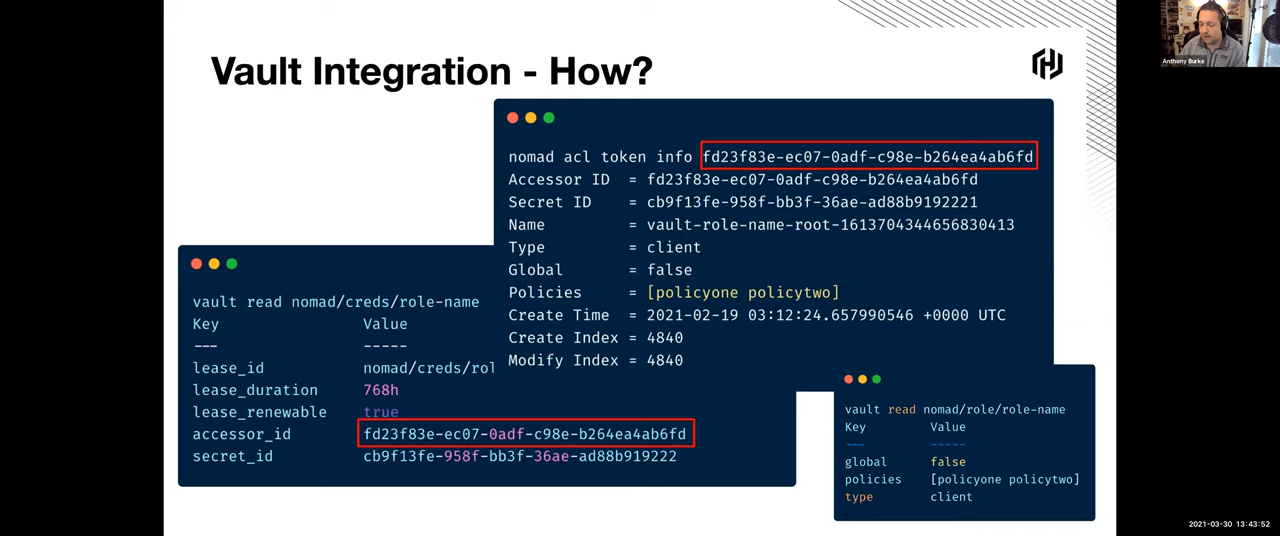 Vault Integration - How?
Anthony Burke
nomad acl token info fd23f83e-ec07-0adf-c98e-b264ea4ab6fd
Accessor ID = fd23f83e-ec07-0adf-c98e-b264ea4ab6fd
Secret ID = cb9f13fe-958f-bb3f-36ae-ad88b9192221
Name = vault-role-name-root-1613704344656830413
Type = client
Global = false
Policies = [policyone policytwo]
Create Time = 2021-02-19 03:12:24.657990546 +0000 UTC
Create Index = 4840
Modify Index = 4840
vault read nomad/creds/role-name
Key Value
--- -----
lease_id nomad/creds/rol
lease_duration 768h
lease_renewable true
accessor_id fd23f83e-ec07-0adf-c98e-b264ea4ab6fd
secret_id cb9f13fe-958f-bb3f-36ae-ad88b919222
vault read nomad/role/role-name
Key Value
--- -----
global false
policies [policyone policytwo]
type client
2021-03-30 13:43:52